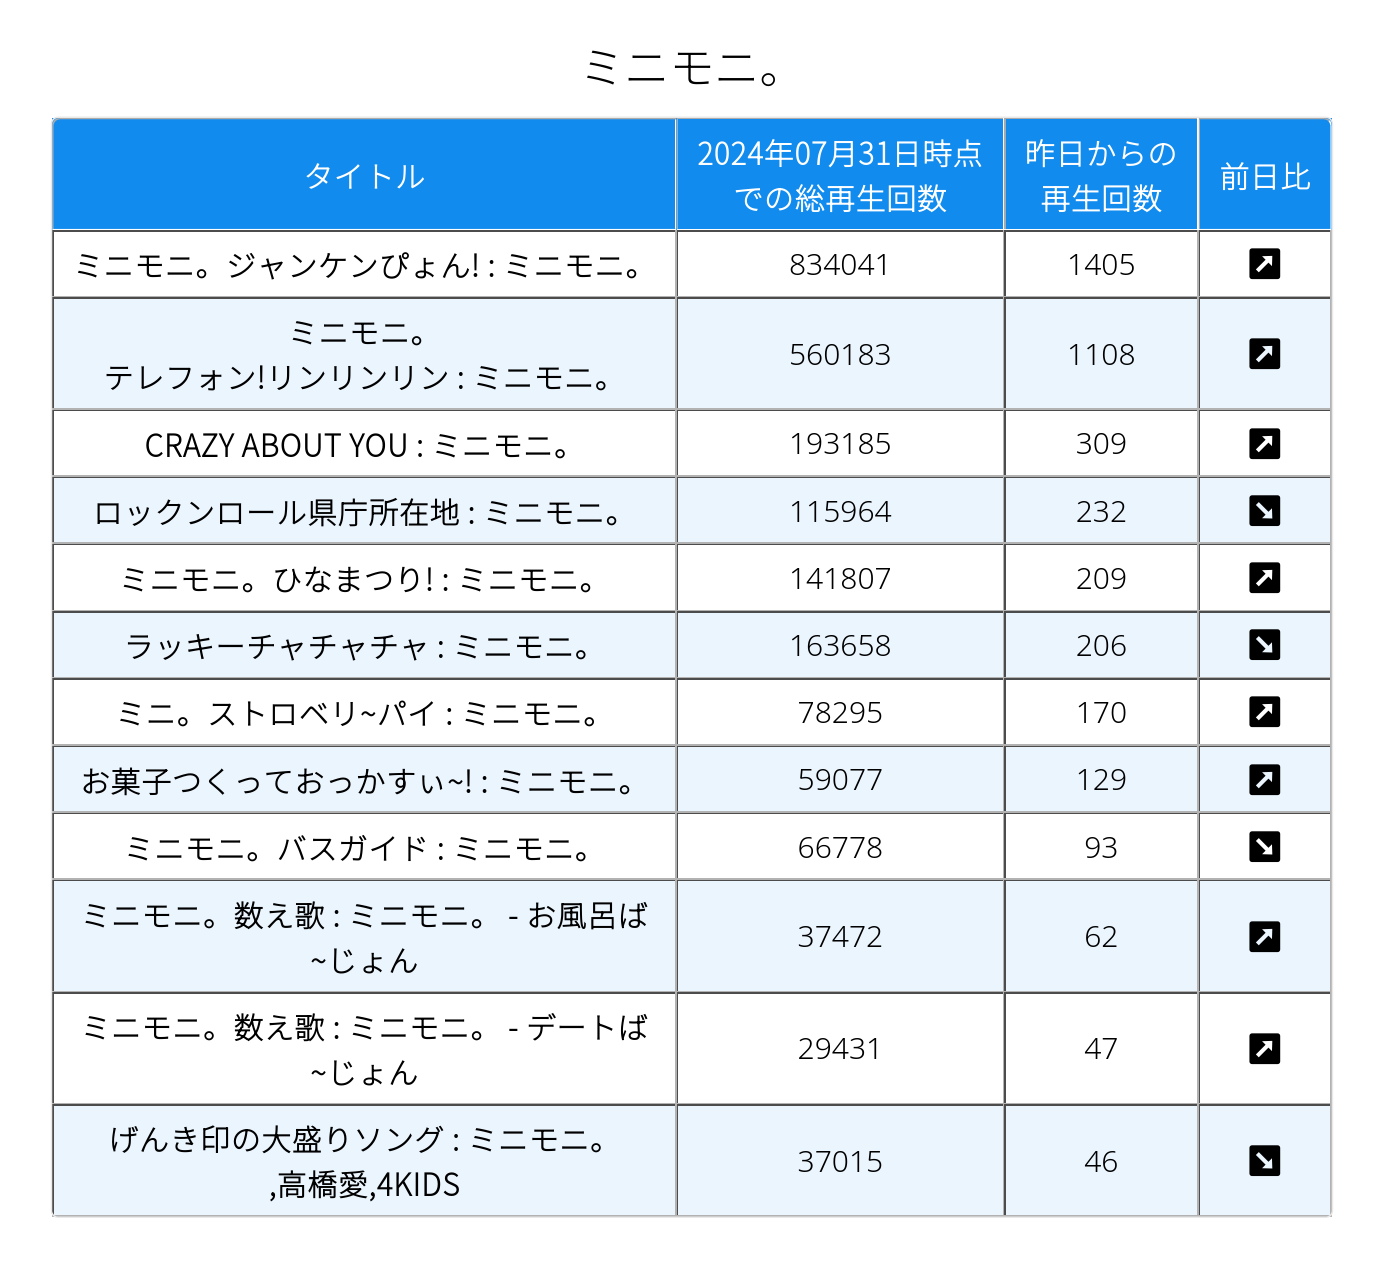 ミニモニ。
タイトル
2024年07月31日時点
での総再生回数
昨日からの
再生回数
前日比
ミニモニ。ジャンケンぴょん! : ミニモニ。
834041
1405
ミニモニ。
テレフォン!リンリンリン : ミニモニ。
560183
1108
CRAZY ABOUT YOU : ミニモニ。
193185
309
ロックンロール県庁所在地 : ミニモニ。
115964
232
ミニモニ。ひなまつり! : ミニモニ。
141807
209
ラッキーチャチャチャ : ミニモニ。
163658
206
ミニ。ストロベリ~パイ : ミニモニ。
78295
170
お菓子つくっておっかすぃ~! : ミニモニ。
59077
129
ミニモニ。バスガイド : ミニモニ。
66778
93
ミニモニ。数え歌 : ミニモニ。 - お風呂ば
~じょん
37472
62
ミニモニ。数え歌 : ミニモニ。 - デートば
~じょん
29431
47
げんき印の大盛りソング : ミニモニ。
,高橋愛,4KIDS
37015
46